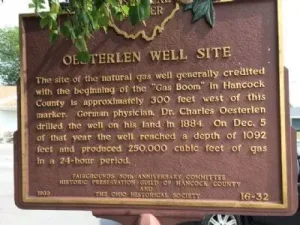 OESTERLEN WELL SITE
The site of the natural gas well generally credited
with the beginning of the "Gas Boom" in Hancock
County is approximately 300 feet west of this
marker. German physician, Dr. Charles Oesterlen
drilled the well on his land in 1884. On Dec. 5
of that year the well reached a depth of 1092
feet and produced 250,000 cubic feet of gas
in a 24-hour period.
FAIRGROUNDS 50TH ANNIVERSARY COMMITTEE
HISTORIC PRESERVATION GUILD OF HANCOCK COUNTY
AND
THE OHIO HISTORICAL SOCIETY
16-32